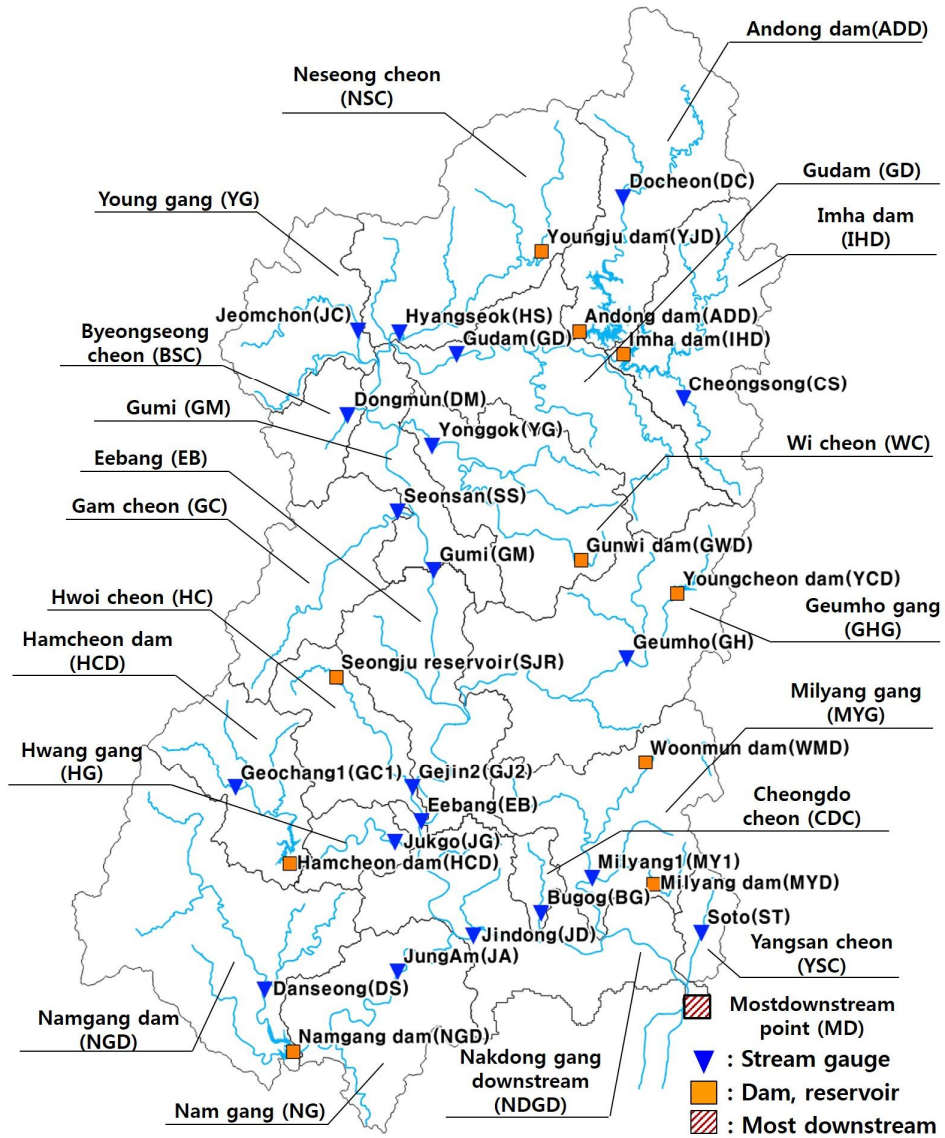 Andong dam(ADD)
Neseong cheon
(NSC)
Docheon(DC)
Gudam (GD)
Young gang (YG)
Imha dam
(IHD)
Youngju dam(YJD)
Jeomchon(JC)
Hyangseok(HS)
Andong dam(ADD)
Byeongseong
cheon (BSC)
Gudam(GD)
Imha dam(IHD)
Cheongsong(CS)
Gumi (GM)
Dongmun(DM)
Yonggok(YG)
Wi cheon (WC)
Eebang (EB)
Seonsan(SS)
Gam cheon (GC)
Gumi(GM)
Gunwi dam(GWD)
Youngcheon dam(YCD)
Hwoi cheon (HC)
Geumho gang
(GHG)
Hamcheon dam
(HCD)
Geumho(GH)
Seongju reservoir(SJR)
Milyang gang
(MYG)
Hwang gang
(HG)
Woonmun dam(WMD)
Geochang1(GC1)
Gejin2(GJ2)
Cheongdo
cheon (CDC)
Eebang(EB)
Jukgo(JG)
Hamcheon dam(HCD)
Milyang1(MY1)
Milyang dam(MYD)
Bugog(BG)
Soto(ST)
Jindong(JD)
Yangsan cheon
(YSC)
JungAm(JA)
Danseong(DS)
Namgang dam
(NGD)
Mostdownstream
point (MD)
Namgang dam(NGD)
Nakdong gang
downstream
(NDGD)
: Stream gauge
: Dam, reservoir
Nam gang (NG)
: Most downstream